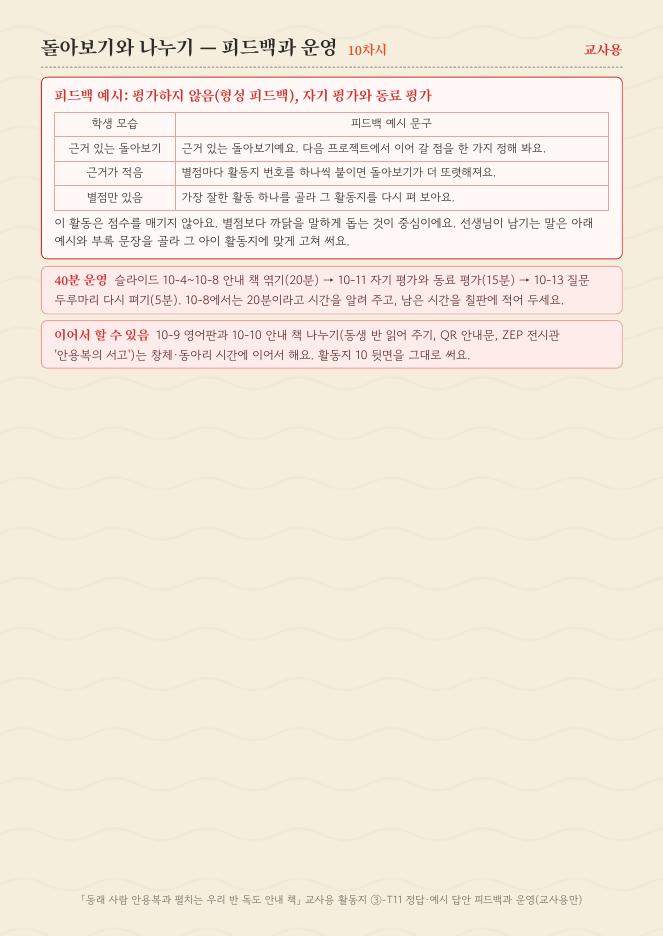 돌아보기와 나누기 — 피드백과 운영 10차시 교사용
피드백 예시: 평가하지 않음(형성 피드백), 자기 평가와 동료 평가
학생 모습 피드백 예시 문구
근거 있는 돌아보기 근거 있는 돌아보기예요. 다음 프로젝트에서 이어 갈 점을 한 가지 정해 봐요.
근거가 적음 별점마다 활동지 번호를 하나씩 붙이면 돌아보기가 더 또렷해져요.
별점만 있음 가장 잘한 활동 하나를 골라 그 활동지를 다시 펴 보아요.
이 활동은 점수를 매기지 않아요. 별점보다 까닭을 말하게 돕는 것이 중심이에요. 선생님이 남기는 말은 아래
예시와 부록 문장을 골라 그 아이 활동지에 맞게 고쳐 써요.
40분 운영 슬라이드 10-4~10-8 안내 책 엮기(20분) → 10-11 자기 평가와 동료 평가(15분) → 10-13 질문
두루마리 다시 펴기(5분). 10-8에서는 20분이라고 시간을 알려 주고, 남은 시간을 칠판에 적어 두세요.
이어서 할 수 있음 10-9 영어판과 10-10 안내 책 나누기(동생 반 읽어 주기, QR 안내문, ZEP 전시관
'안용복의 서고')는 창체·동아리 시간에 이어서 해요. 활동지 10 뒷면을 그대로 써요.
「동래 사람 안용복과 펼치는 우리 반 독도 안내 책」 교사용 활동지 ③-T11 정답·예시 답안 피드백과 운영(교사용만)